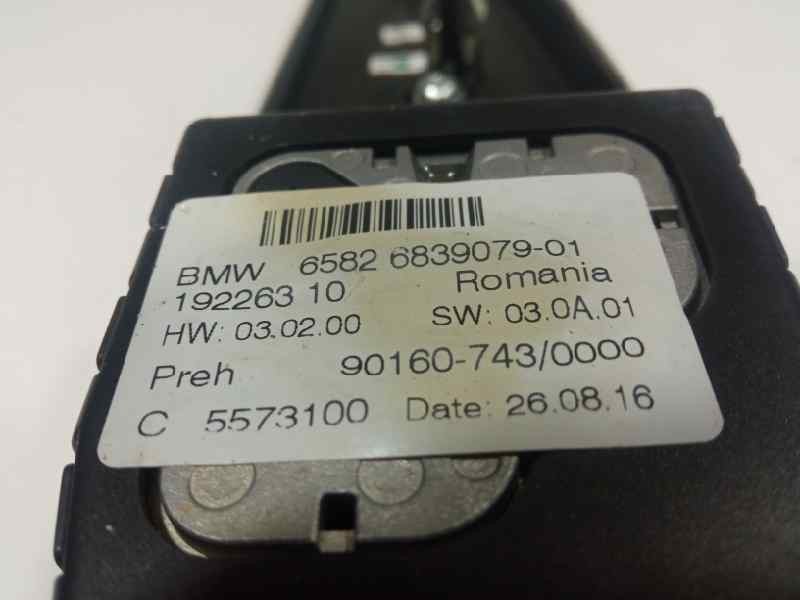 BMW 6582 6839079-01
192263 10 Romania
HW: 03.02.00 SW: 03.0A.01
Preh 90160-743/0000
C 5573100 Date: 26.08.16